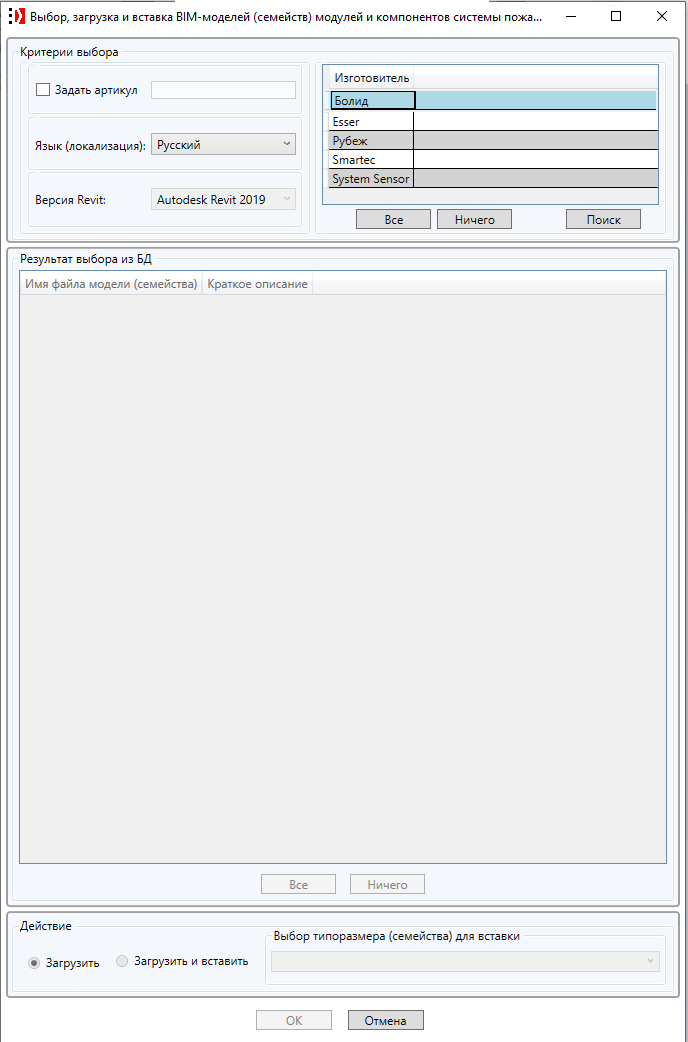 Выбор, загрузка и вставка BIM-моделей (семейств) модулей и компонентов системы пожа...
Критерии выбора
Задать артикул
Язык (локализация): Русский
Версия Revit: Autodesk Revit 2019
Изготовитель
Болид
Esser
Рубеж
Smartec
System Sensor
Все Ничего Поиск
Результат выбора из БД
Имя файла модели (семейства) Краткое описание
Все Ничего
Действие
Загрузить Загрузить и вставить
Выбор типоразмера (семейства) для вставки
OK Отмена